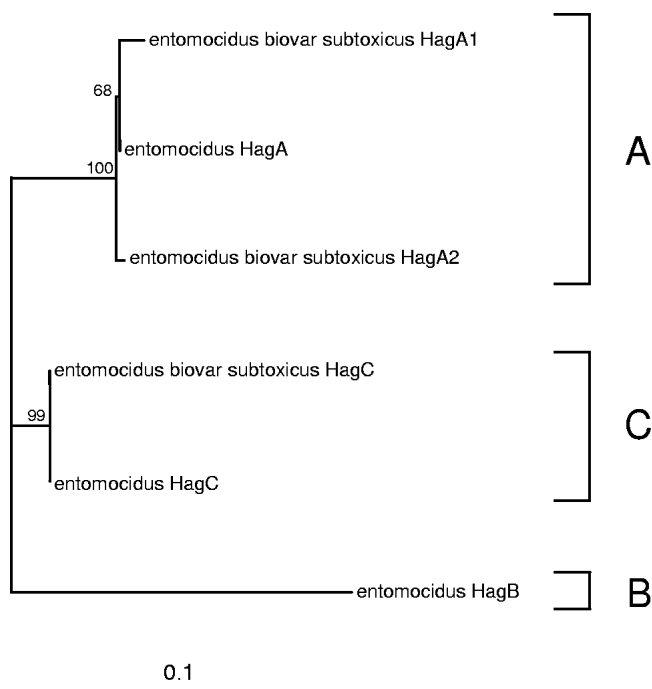 entomocidus biovar subtoxicus HagA1
68
A
entomocidus HagA
100
entomocidus biovar subtoxicus HagA2
entomocidus biovar subtoxicus HagC
99
C
entomocidus HagC
entomocidus HagB
B
0.1